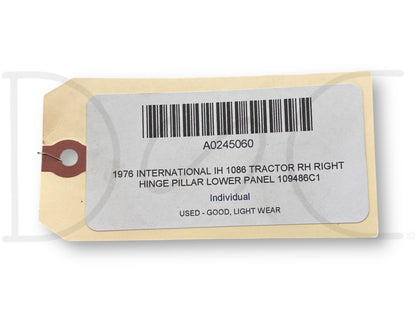 A0245060
1976 INTERNATIONAL IH 1086 TRACTOR RH RIGHT
HINGE PILLAR LOWER PANEL 109486C1
Individual
USED - GOOD, LIGHT WEAR